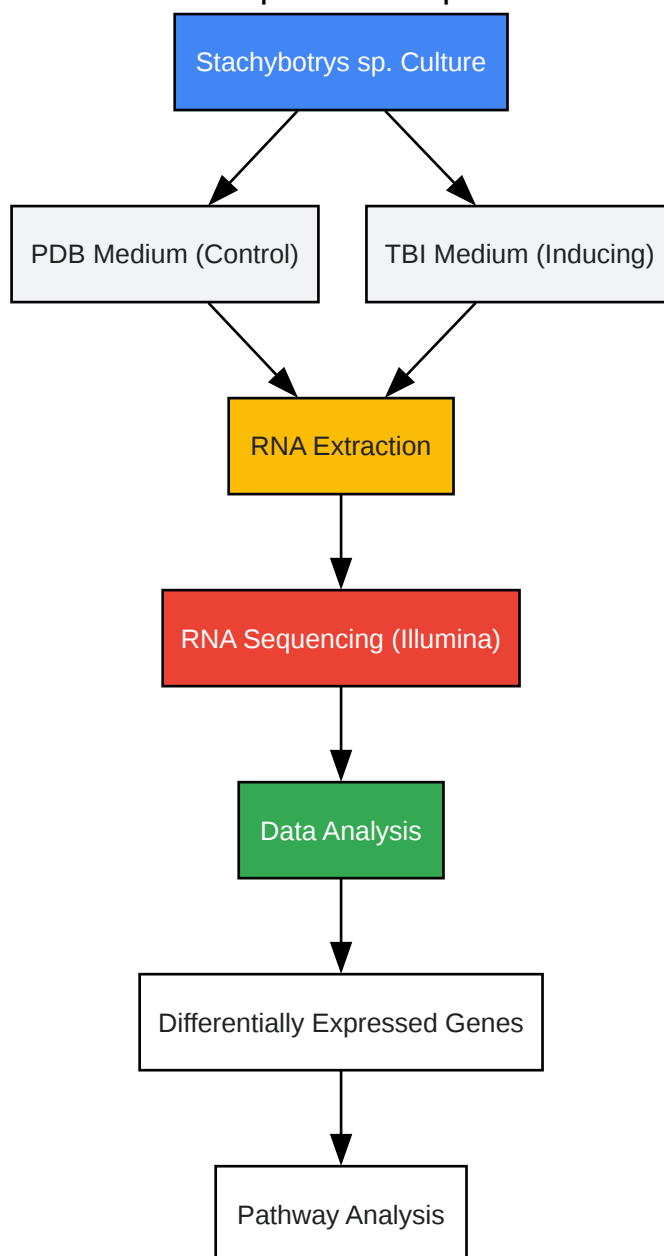 Stachybotrys sp. Culture
PDB Medium (Control)
TBI Medium (Inducing)
RNA Extraction
RNA Sequencing (Illumina)
Data Analysis
Differentially Expressed Genes
Pathway Analysis